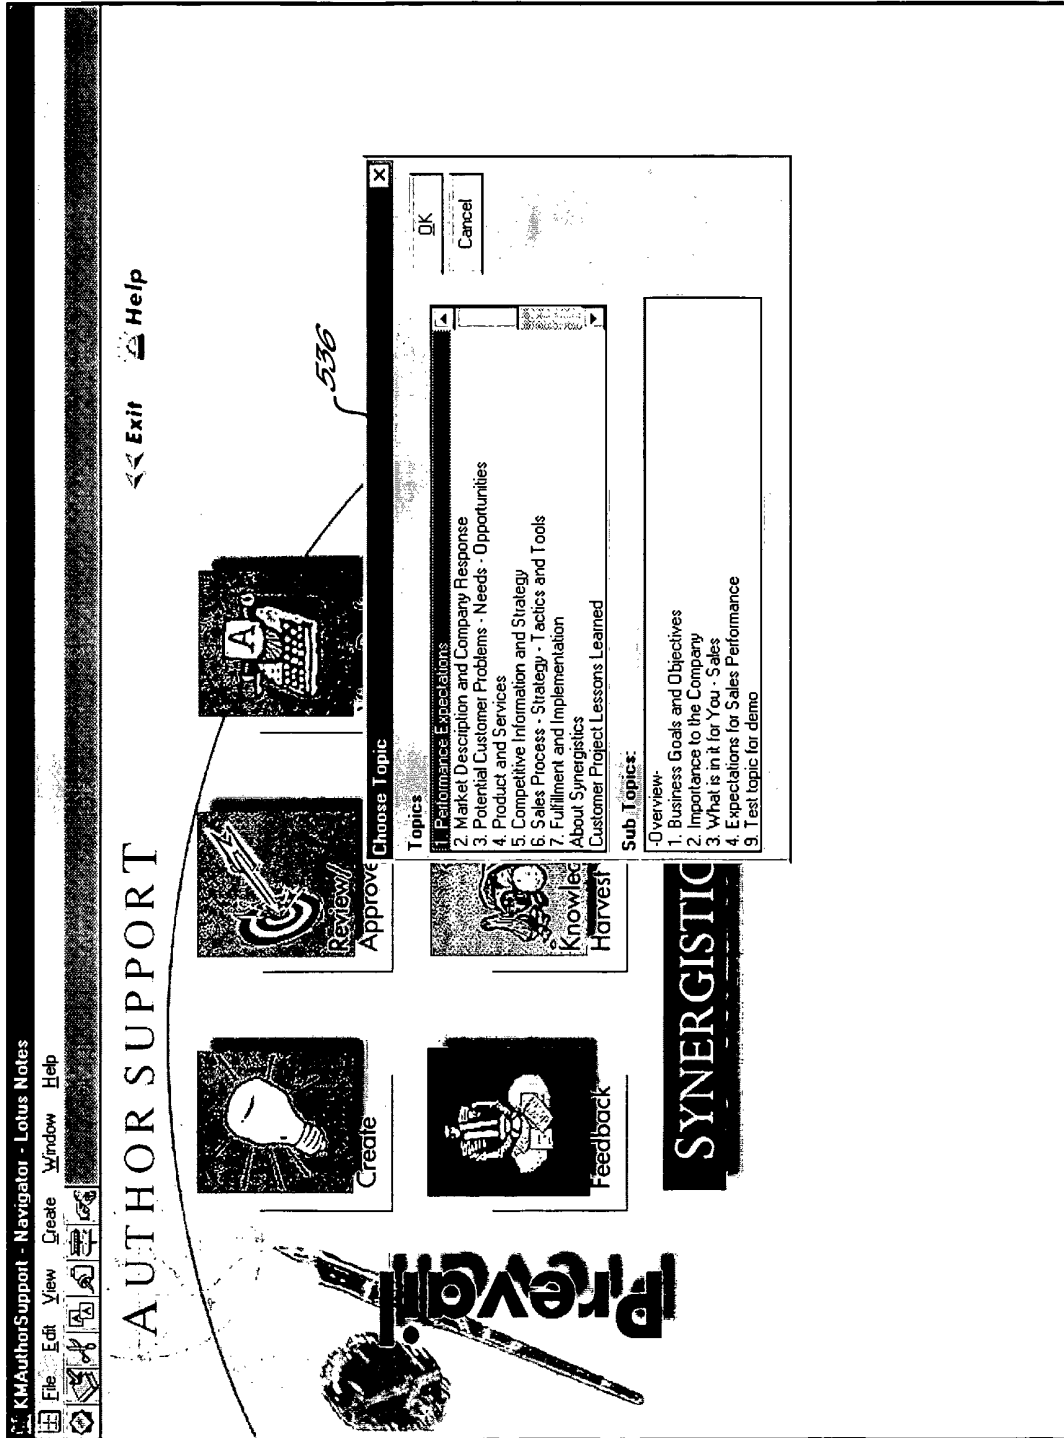 KMAuthorSupport - Navigator - Lotus Notes
File Edit View Create Window Help
AUTHOR SUPPORT
Exit Help
536
Prevail
Create
Review/
Approve
A
Feedback
Knowled
Harvest
SYNERGISTIC
Choose Topic
Topics
1. Performance Expectations
2. Market Description and Company Response
3. Potential Customer Problems - Needs - Opportunities
4. Product and Services
5. Competitive Information and Strategy
6. Sales Process - Strategy - Tactics and Tools
7. Fulfillment and Implementation
About Synergistics
Customer Project Lessons Learned
OK
Cancel
Sub Topics:
-Overview-
1. Business Goals and Objectives
2. Importance to the Company
3. What is in it for You - Sales
4. Expectations for Sales Performance
9. Test topic for demo